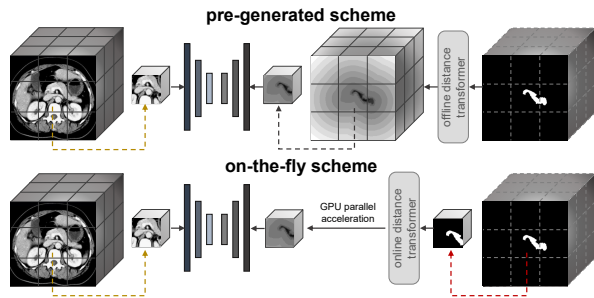 pre-generated scheme
offline distance
transformer
on-the-fly scheme
GPU parallel
acceleration
online distance
transformer